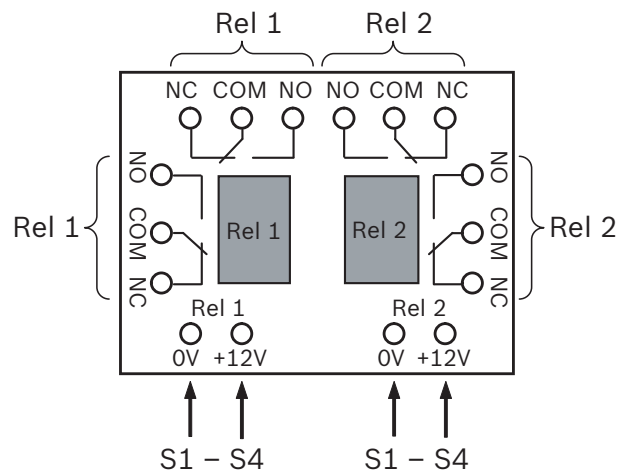 Rel 1 Rel 2
NC COM NO NO COM NC
NO
COM
NC
Rel 1
Rel 1
Rel 2
NO
COM
NC
Rel 2
Rel 1 Rel 2
0V +12V 0V +12V
S1 – S4 S1 – S4